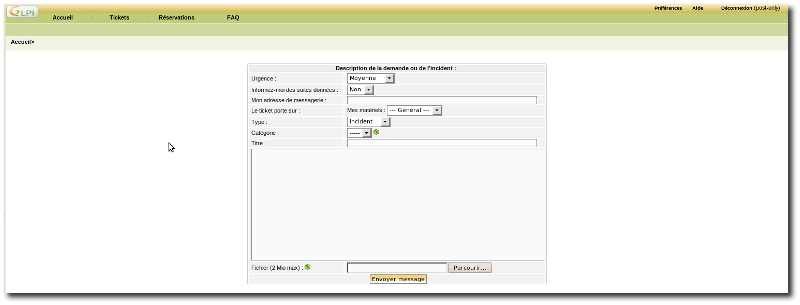 GLPI
Préférences Aide Déconnexion (post-only)
Accueil Tickets Réservations FAQ
Accueil>
Description de la demande ou de l'incident :
Urgence : Moyenne
Informez-moi des suites données : Non
Mon adresse de messagerie :
Le ticket porte sur : Mes matériels : --- Général ---
Type : Incident
Catégorie -----
Titre
Fichier (2 Mio max) : Parcourir...
Envoyer message